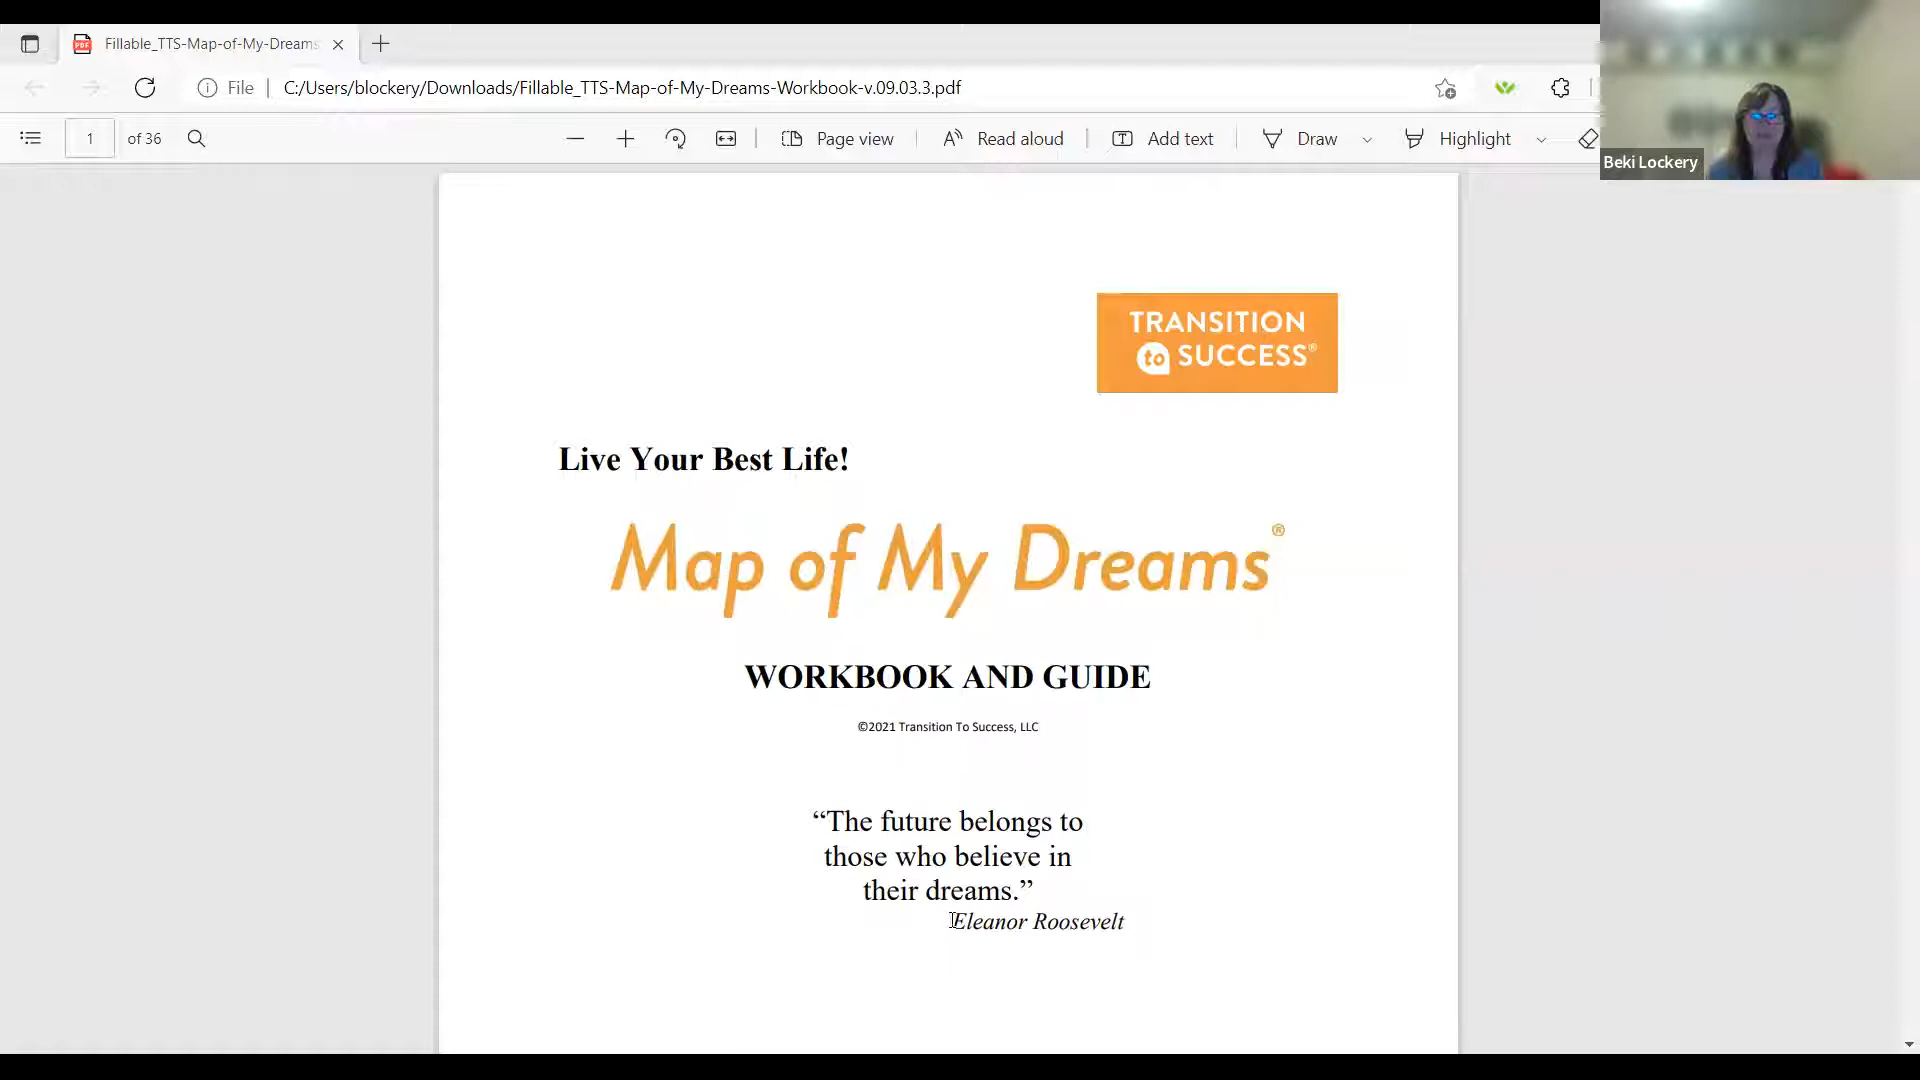 Fillable_TTS-Map-of-My-Dreams
File
C:/Users/blockery/Downloads/Fillable_TTS-Map-of-My-Dreams-Workbook-v.09.03.3.pdf
1 of 36
Page view
Read aloud
Add text
Draw
Highlight
Beki Lockery
TRANSITION
to SUCCESS®
Live Your Best Life!
Map of My Dreams®
WORKBOOK AND GUIDE
©2021 Transition To Success, LLC
“The future belongs to
those who believe in
their dreams.”
Eleanor Roosevelt